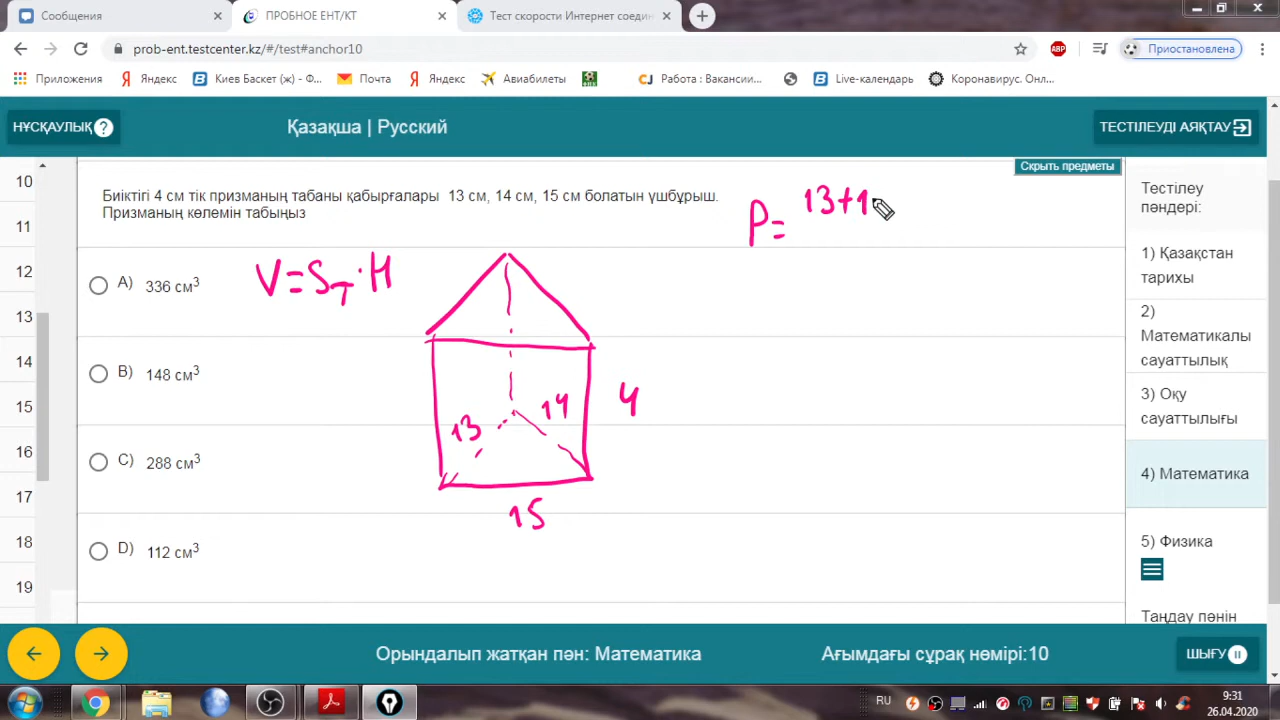 Сообщения
ПРОБНОЕ ЕНТ/КТ
Тест скорости Интернет соедин
prob-ent.testcenter.kz/#/test#anchor10
ABP
Приостановлена
Приложения
Яндекс
Киев Баскет (ж) - Ф...
Почта
Яндекс
Авиабилеты
Работа : Вакансии...
Live-календарь
Коронавирус. Онл...
НҰСҚАУЛЫҚ ?
Қазақша | Русский
ТЕСТІЛЕУДІ АЯҚТАУ
Скрыть предметы
10
11
12
13
14
15
16
17
18
19
Биіктігі 4 см тік призманың табаны қабырғалары 13 см, 14 см, 15 см болатын үшбұрыш.
Призманың көлемін табыңыз
P= 13+1
V=Sт·H
A) 336 см³
B) 148 см³
C) 288 см³
D) 112 см³
13
14
4
15
Тестілеу
пәндері:
1) Қазақстан
тарихы
2)
Математикалы
сауаттылық
3) Оқу
сауаттылығы
4) Математика
5) Физика
Таңдау пәнін
Орындалып жатқан пән: Математика
Ағымдағы сұрақ нөмірі:10
ШЫҒУ
RU
9:31
26.04.2020